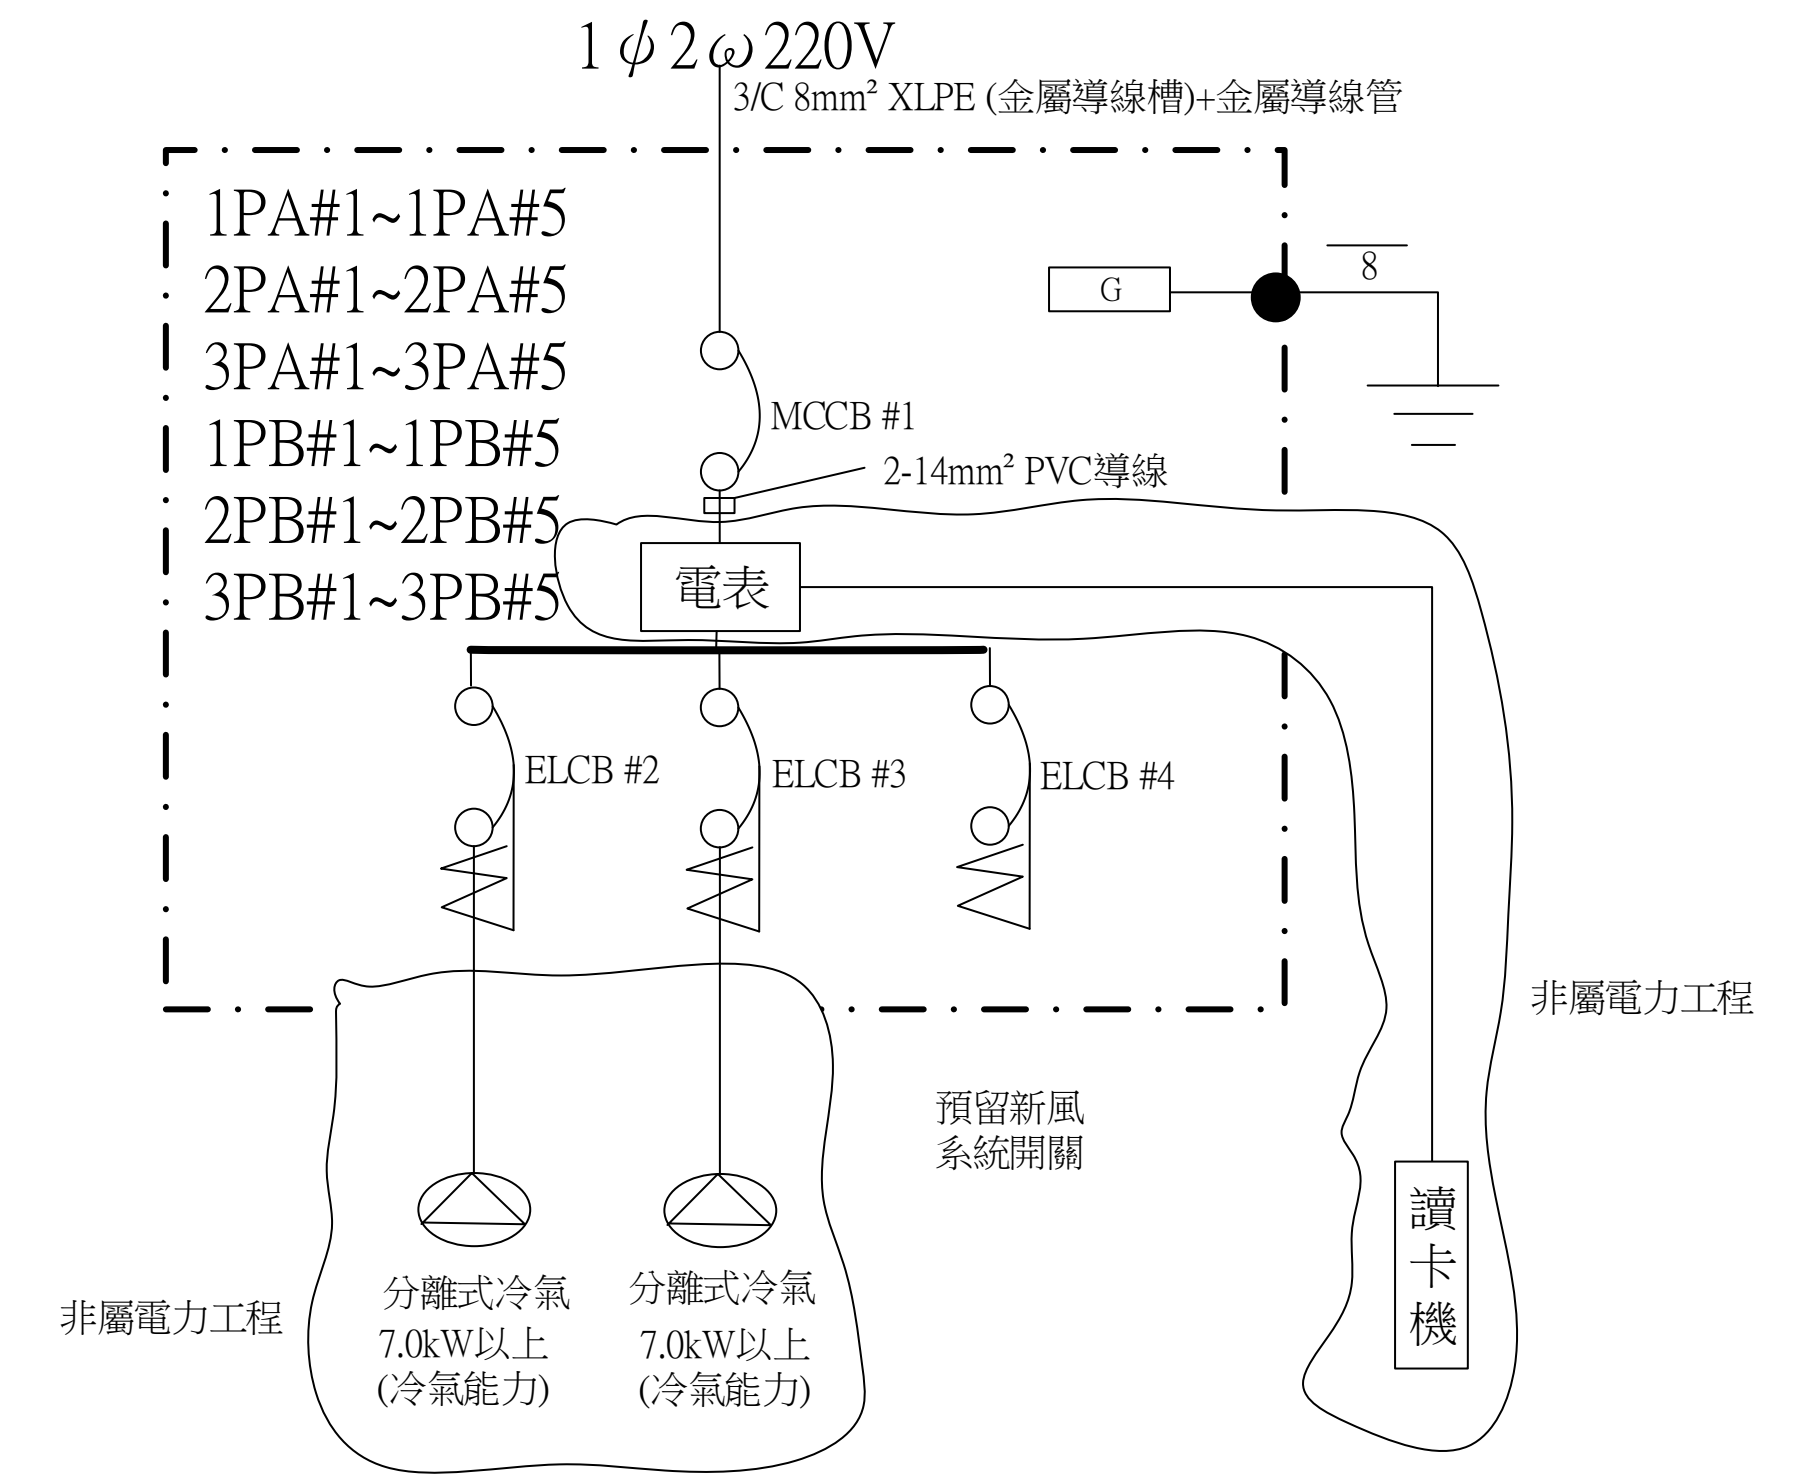 1ψ2ω220V
3/C 8mm² XLPE (金屬導線槽)+金屬導線管
1PA#1~1PA#5
2PA#1~2PA#5
3PA#1~3PA#5
1PB#1~1PB#5
2PB#1~2PB#5
3PB#1~3PB#5
G
8
MCCB #1
2-14mm² PVC導線
電表
ELCB #2
ELCB #3
ELCB #4
非屬電力工程
預留新風
系統開關
讀
卡
機
分離式冷氣
7.0kW以上
(冷氣能力)
分離式冷氣
7.0kW以上
(冷氣能力)
非屬電力工程